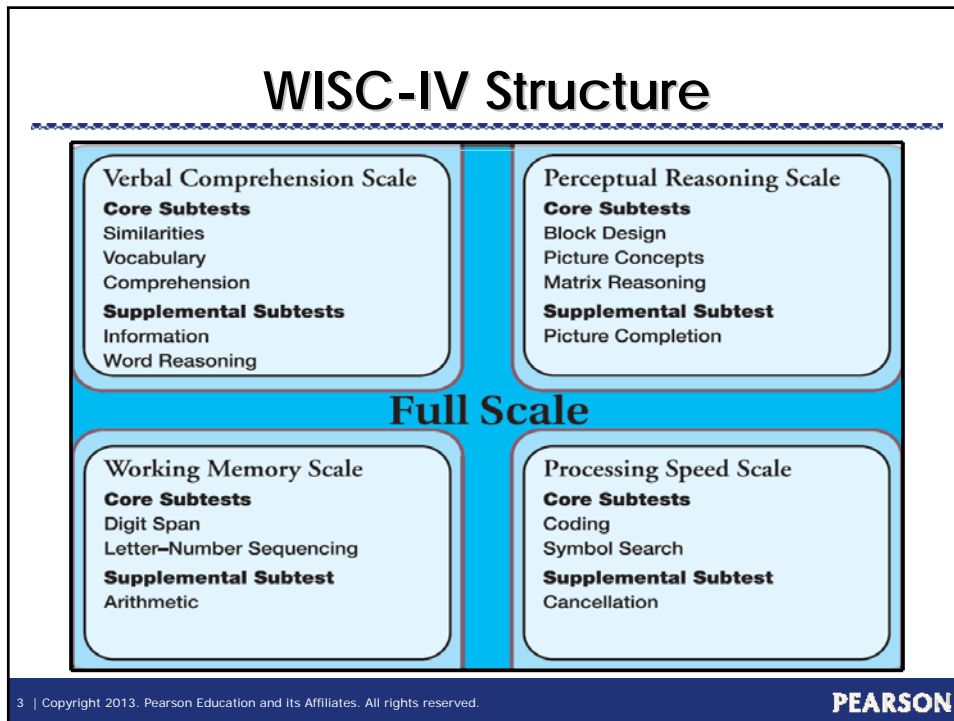 WISC-IV Structure
Verbal Comprehension Scale
Core Subtests
Similarities
Vocabulary
Comprehension
Supplemental Subtests
Information
Word Reasoning
Perceptual Reasoning Scale
Core Subtests
Block Design
Picture Concepts
Matrix Reasoning
Supplemental Subtest
Picture Completion
Full Scale
Working Memory Scale
Core Subtests
Digit Span
Letter–Number Sequencing
Supplemental Subtest
Arithmetic
Processing Speed Scale
Core Subtests
Coding
Symbol Search
Supplemental Subtest
Cancellation
3 | Copyright 2013. Pearson Education and its Affiliates. All rights reserved.
PEARSON